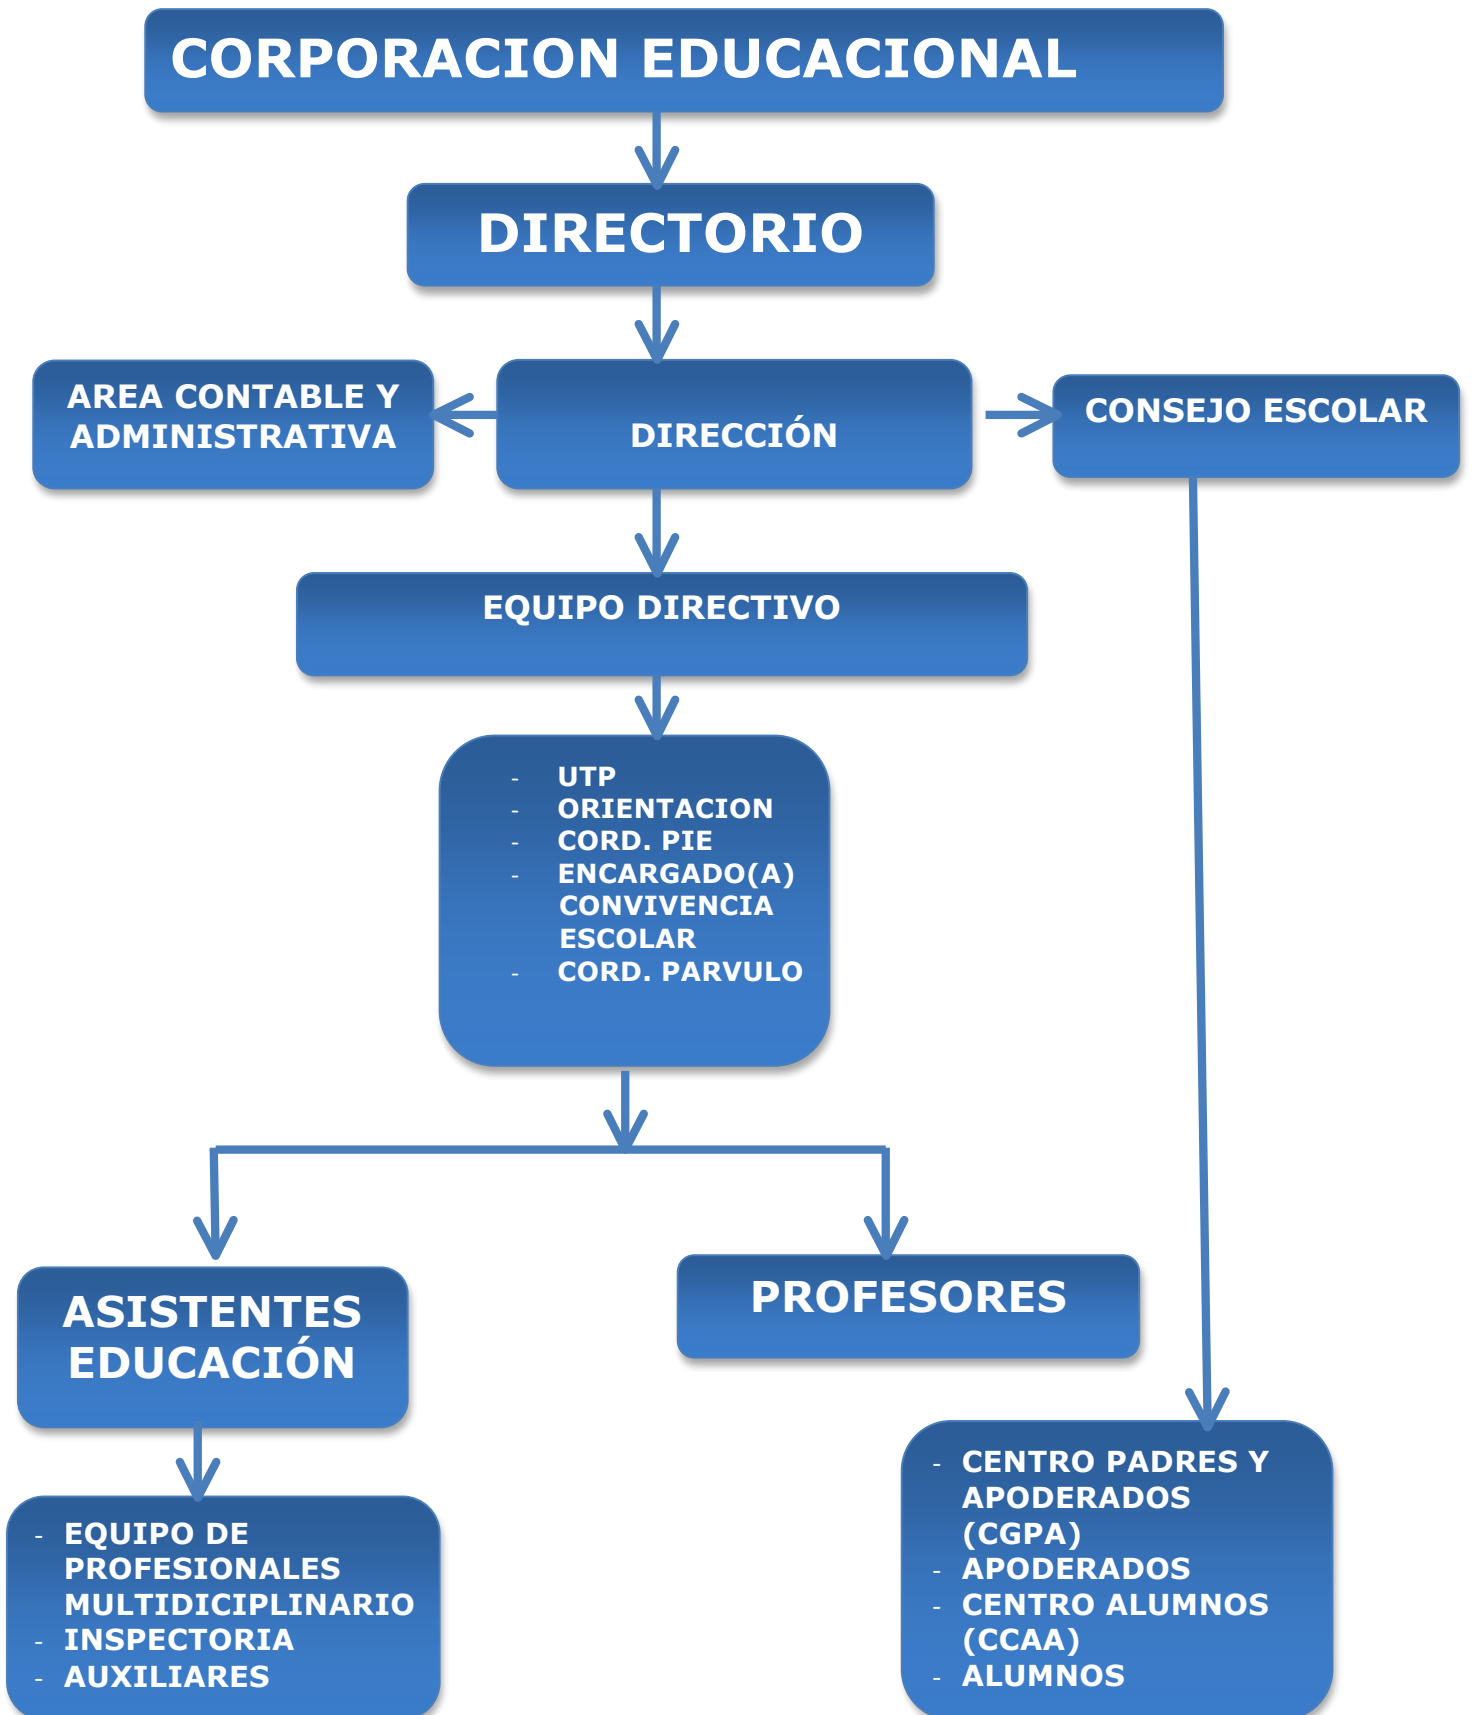 CORPORACION EDUCACIONAL
DIRECTORIO
AREA CONTABLE Y
ADMINISTRATIVA
DIRECCIÓN
CONSEJO ESCOLAR
EQUIPO DIRECTIVO
- UTP
- ORIENTACION
- CORD. PIE
- ENCARGADO(A)
CONVIVENCIA
ESCOLAR
- CORD. PARVULO
ASISTENTES
EDUCACIÓN
PROFESORES
- EQUIPO DE
PROFESIONALES
MULTIDICIPLINARIO
- INSPECTORIA
- AUXILIARES
- CENTRO PADRES Y
APODERADOS
(CGPA)
- APODERADOS
- CENTRO ALUMNOS
(CCAA)
- ALUMNOS